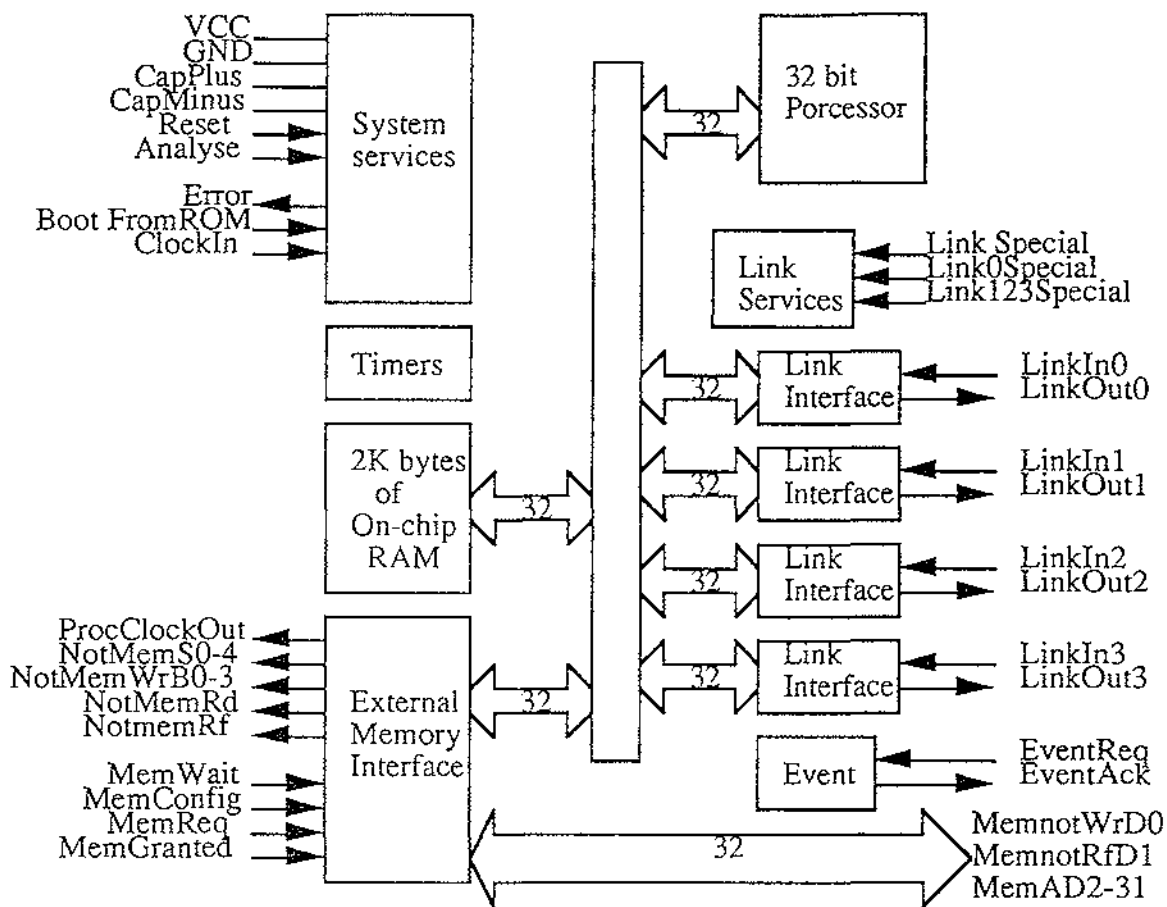 VCC
GND
CapPlus
CapMinus
Reset
Analyse
Error
Boot FromROM
ClockIn
System
services
32 bit
Porcessor
32
Link
Services
Link Special
Link0Special
Link123Special
Timers
32
Link
Interface
LinkIn0
LinkOut0
2K bytes
of
On-chip
RAM
32
32
Link
Interface
LinkIn1
LinkOut1
32
Link
Interface
LinkIn2
LinkOut2
ProcClockOut
NotMemS0-4
NotMemWrB0-3
NotMemRd
NotmemRf
MemWait
MemConfig
MemReq
MemGranted
External
Memory
Interface
32
32
Link
Interface
LinkIn3
LinkOut3
Event
EventReq
EventAck
32
MemnotWrD0
MemnotRfD1
MemAD2-31